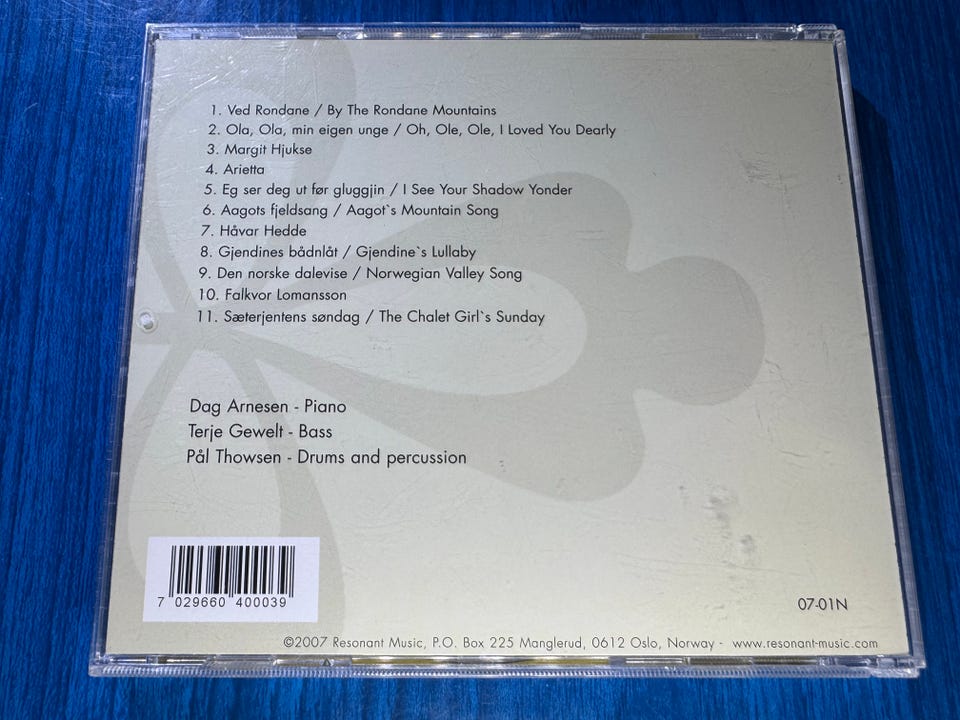 1. Ved Rondane / By The Rondane Mountains
2. Ola, Ola, min eigen unge / Oh, Ole, Ole, I Loved You Dearly
3. Margit Hjukse
4. Arietta
5. Eg ser deg ut før gluggjin / I See Your Shadow Yonder
6. Aagots fjeldsang / Aagot`s Mountain Song
7. Håvar Hedde
8. Gjendines bådnlåt / Gjendine`s Lullaby
9. Den norske dalevise / Norwegian Valley Song
10. Falkvor Lomansson
11. Sæterjentens søndag / The Chalet Girl`s Sunday
Dag Arnesen - Piano
Terje Gewelt - Bass
Pål Thowsen - Drums and percussion
7 029660 400039
07-01N
©2007 Resonant Music, P.O. Box 225 Manglerud, 0612 Oslo, Norway - www.resonant-music.com